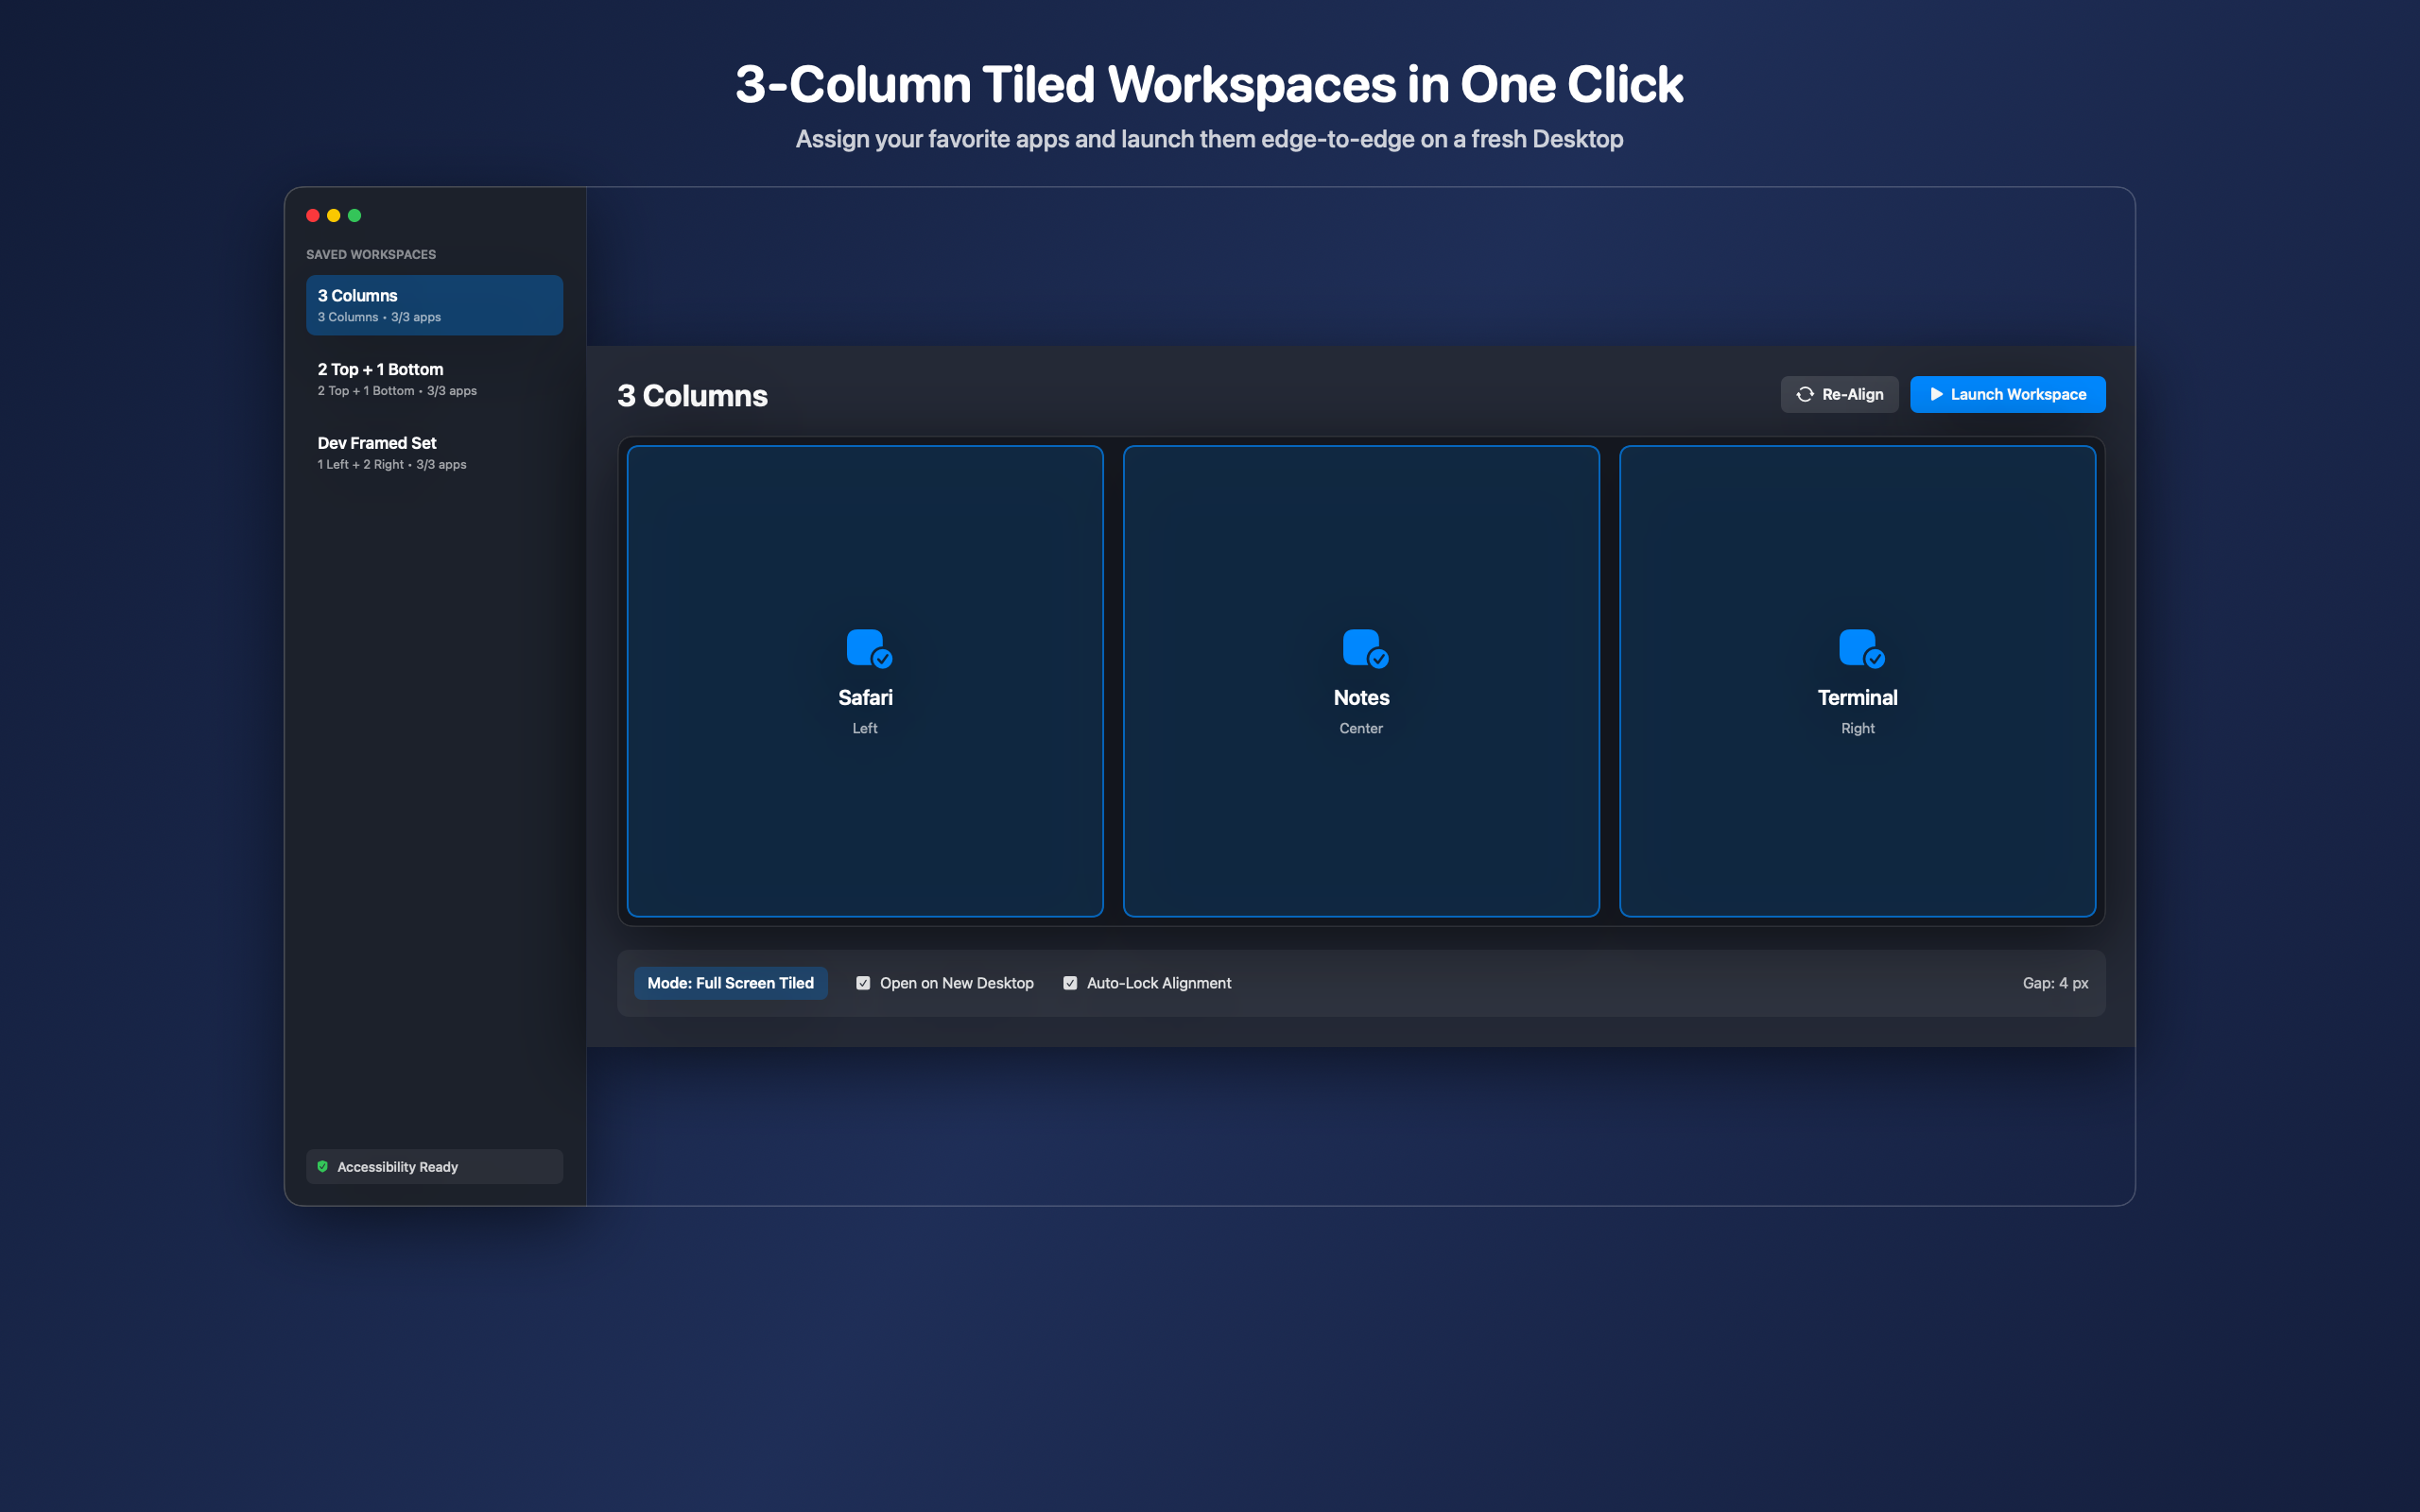 3-Column Tiled Workspaces in One Click
Assign your favorite apps and launch them edge-to-edge on a fresh Desktop
SAVED WORKSPACES
3 Columns
3 Columns • 3/3 apps
2 Top + 1 Bottom
2 Top + 1 Bottom • 3/3 apps
Dev Framed Set
1 Left + 2 Right • 3/3 apps
Accessibility Ready
3 Columns
Re-Align
Launch Workspace
Safari
Left
Notes
Center
Terminal
Right
Mode: Full Screen Tiled
Open on New Desktop
Auto-Lock Alignment
Gap: 4 px